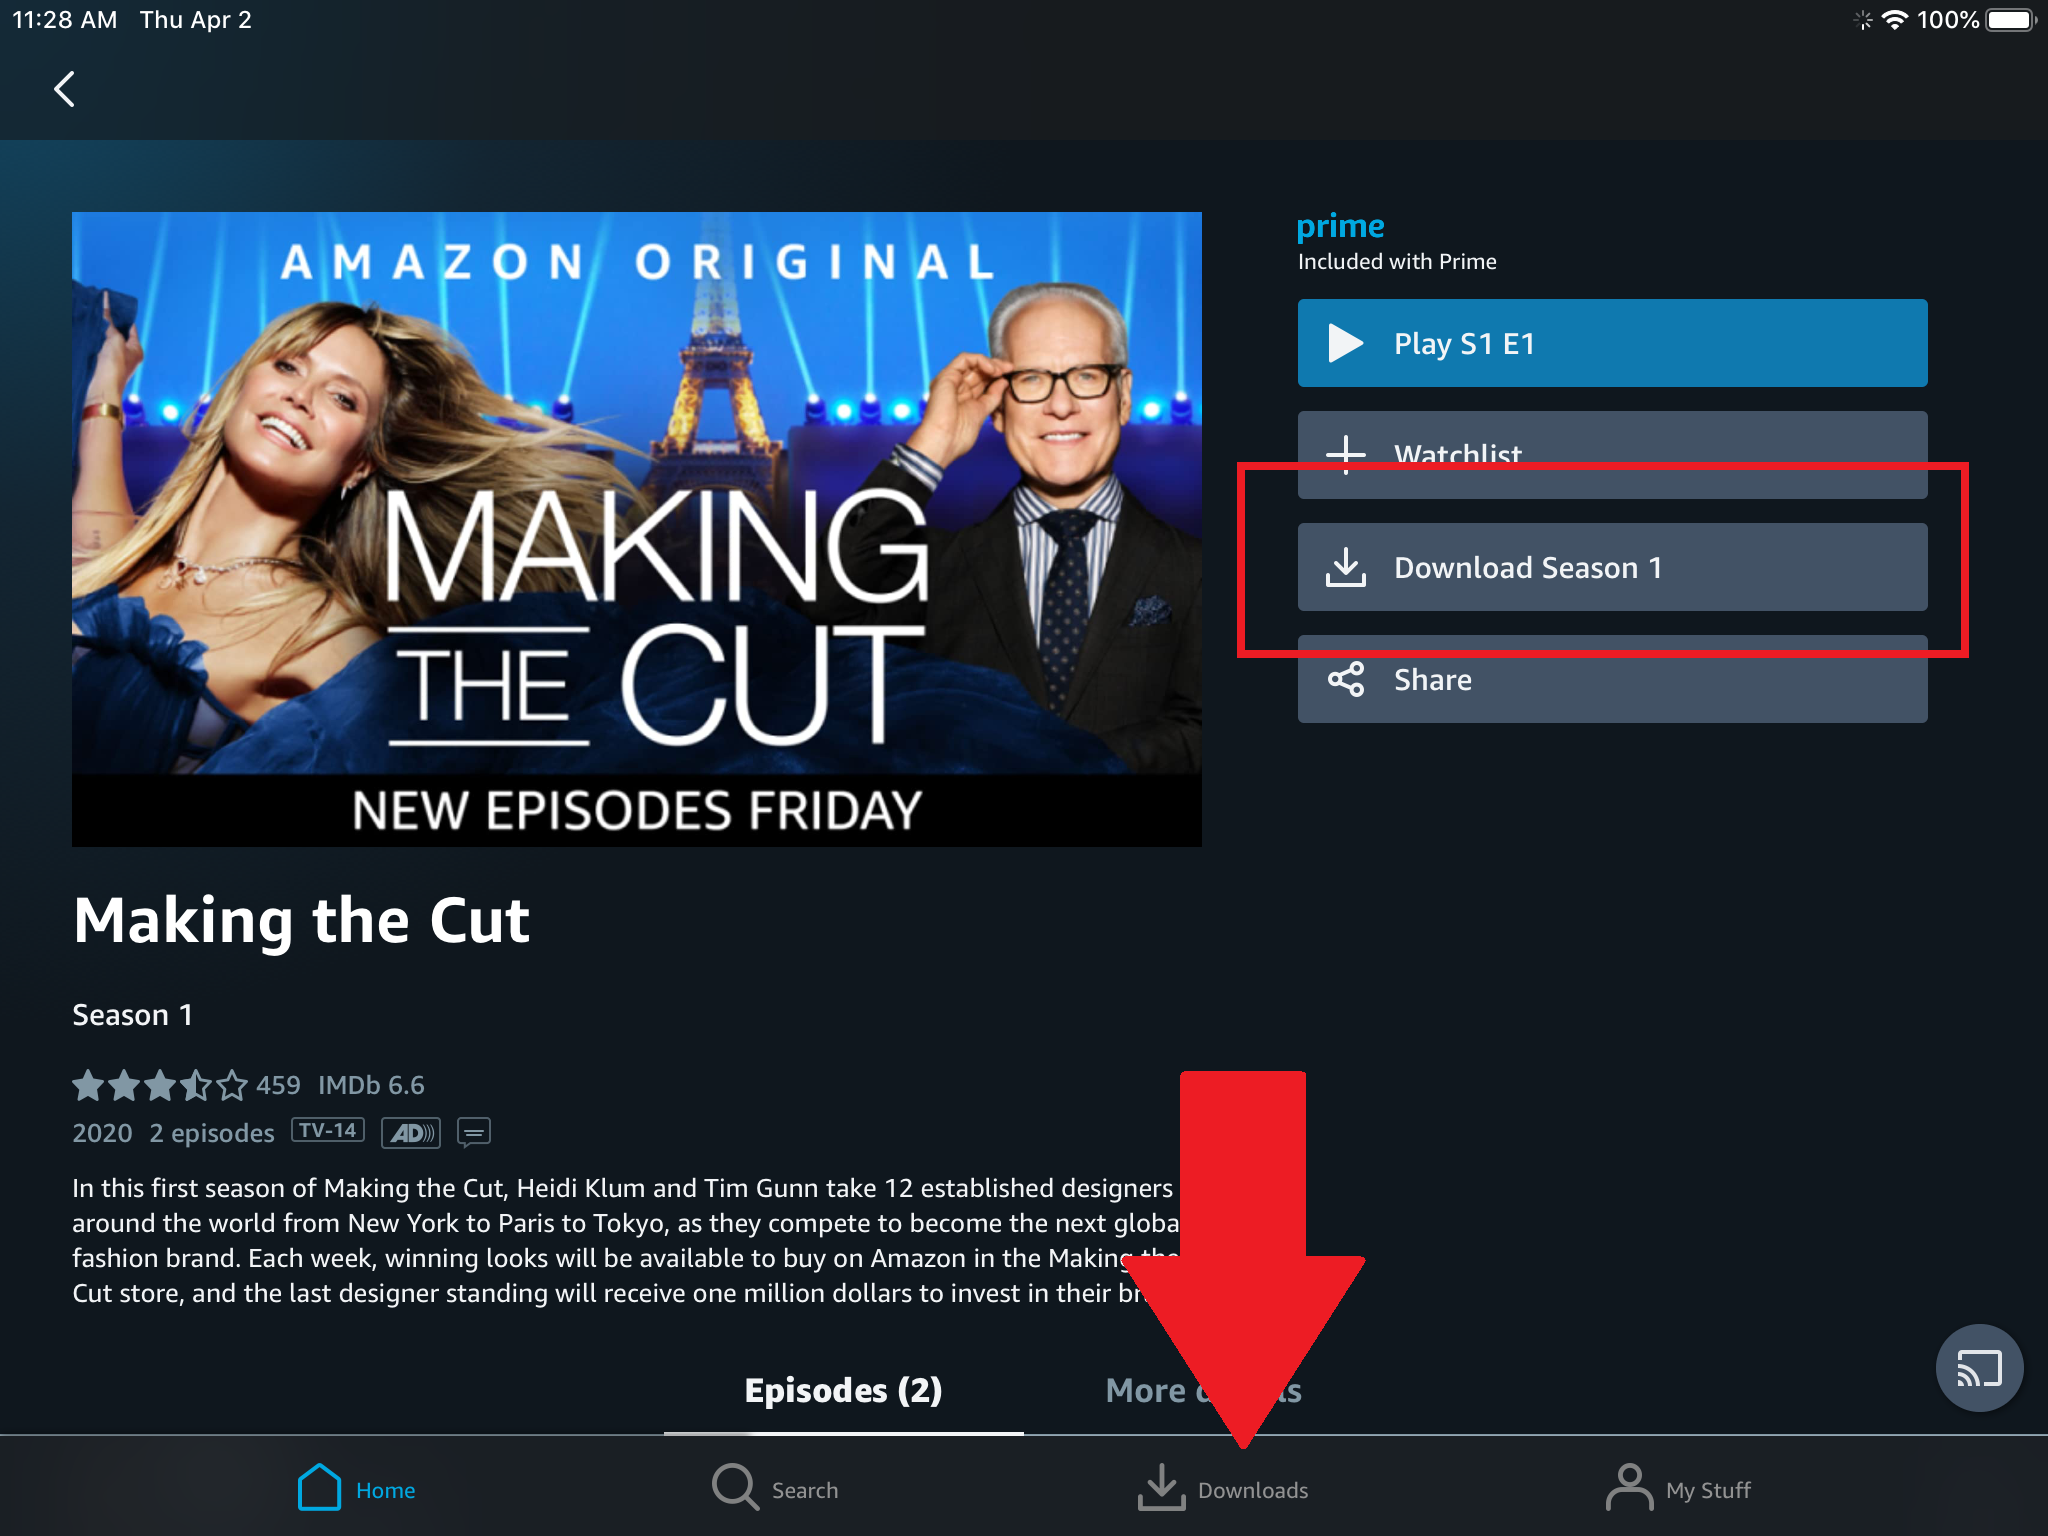 11:28 AM Thu Apr 2
100%
AMAZON ORIGINAL
MAKING
THE CUT
NEW EPISODES FRIDAY
prime
Included with Prime
Play S1 E1
Watchlist
Download Season 1
Share
Making the Cut
Season 1
459 IMDb 6.6
2020 2 episodes TV-14 AD
In this first season of Making the Cut, Heidi Klum and Tim Gunn take 12 established designers
around the world from New York to Paris to Tokyo, as they compete to become the next globa
fashion brand. Each week, winning looks will be available to buy on Amazon in the Making the
Cut store, and the last designer standing will receive one million dollars to invest in their
Episodes (2) More
Home Search Downloads My Stuff